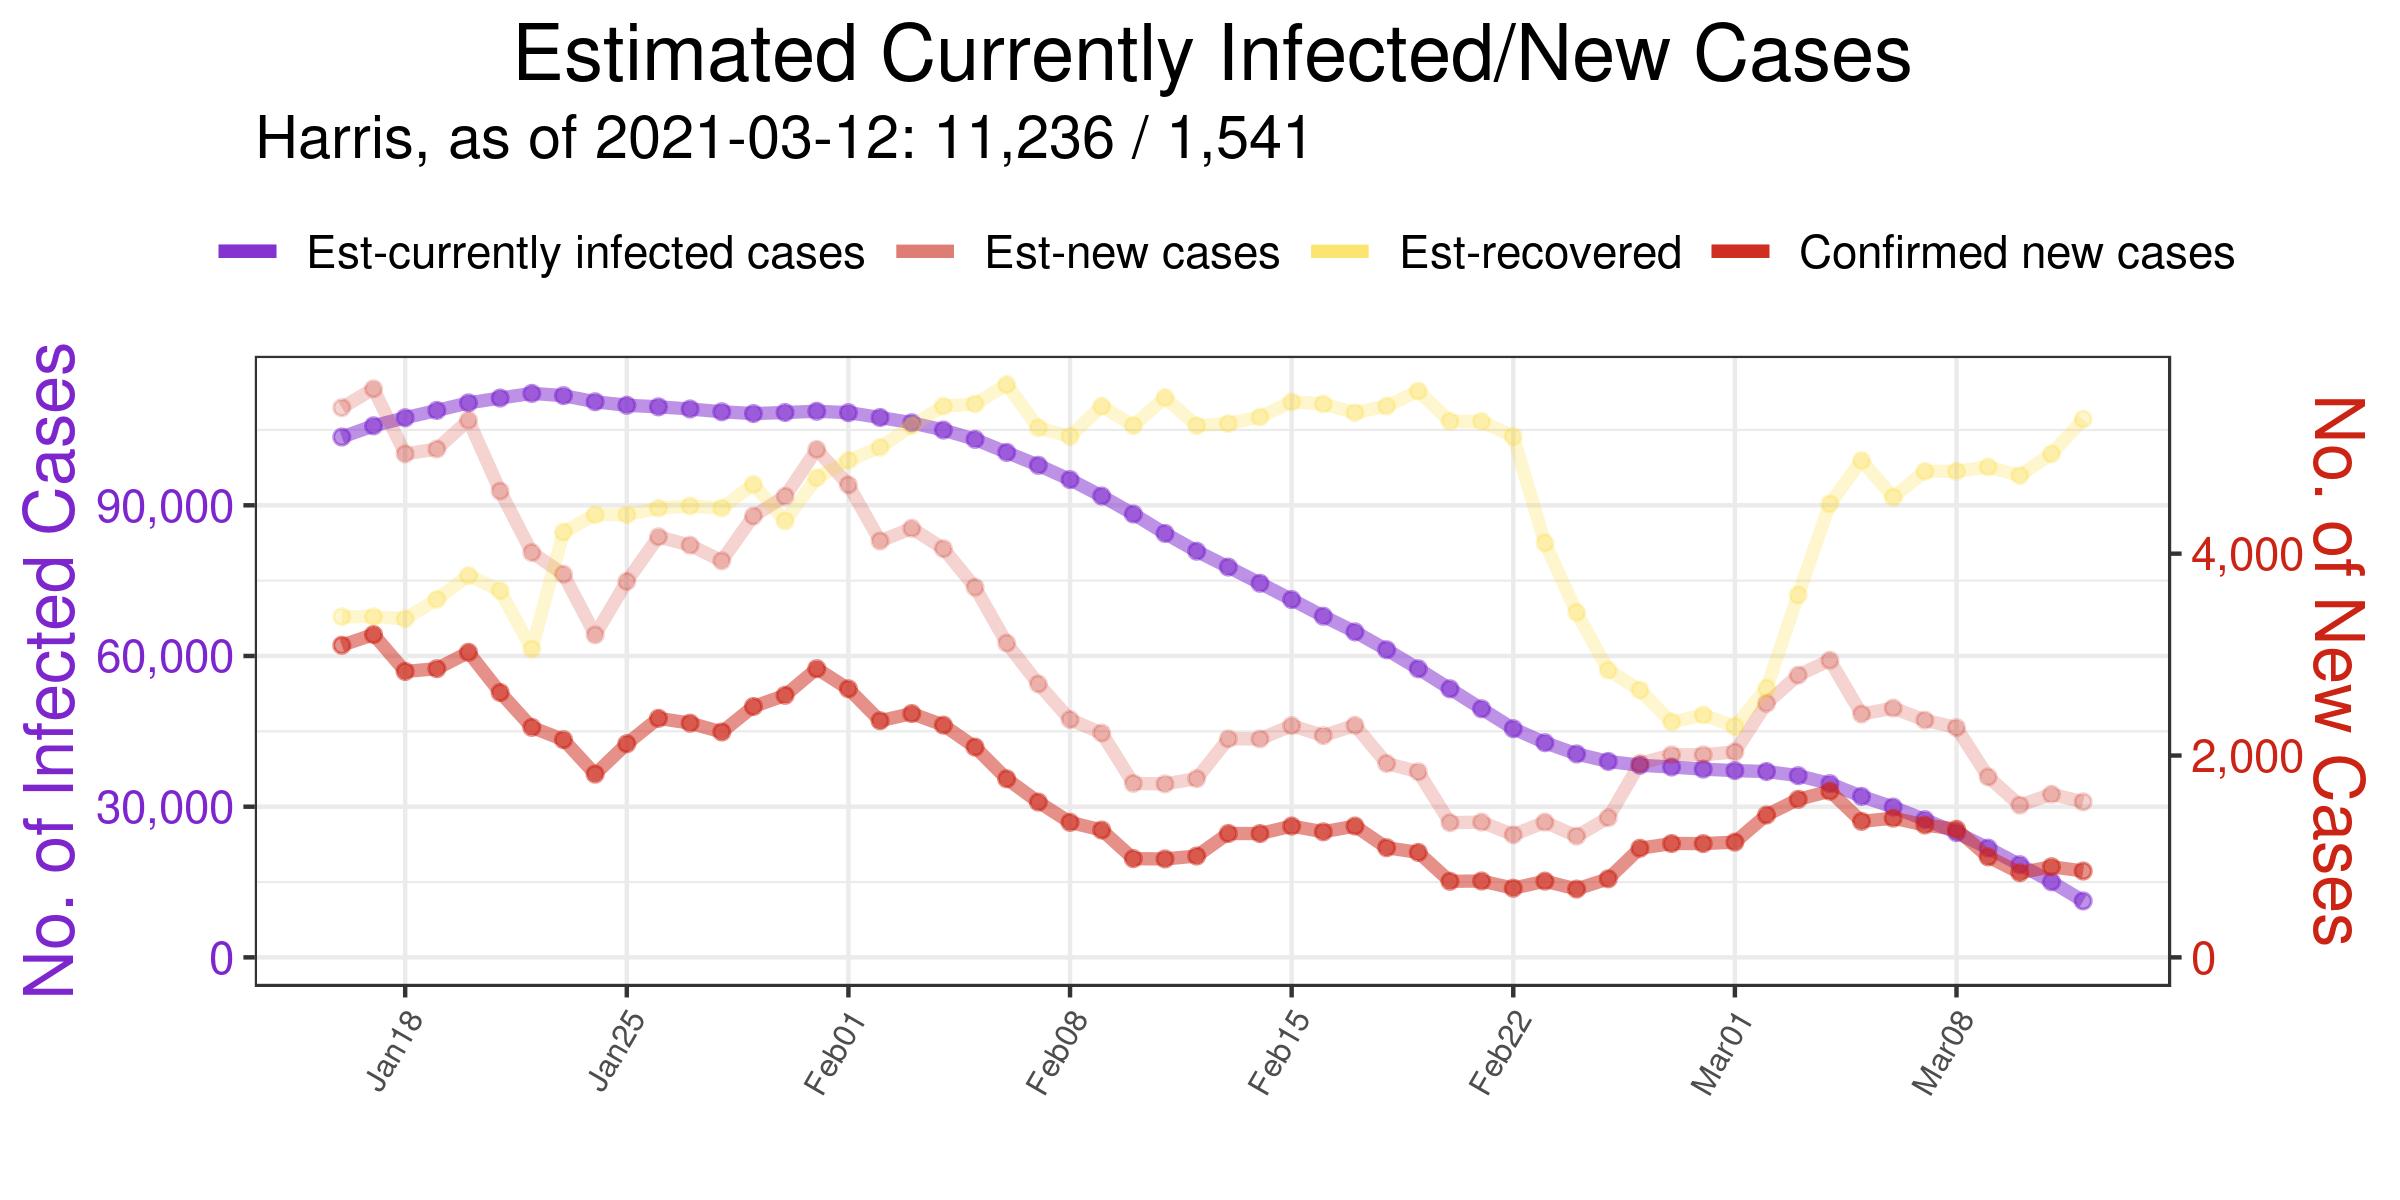 Estimated Currently Infected/New Cases
Harris, as of 2021-03-12: 11,236 / 1,541
Est-currently infected cases Est-new cases Est-recovered Confirmed new cases
No. of Infected Cases
90,000
60,000
30,000
0
4,000
2,000
0
No. of New Cases
Jan18 Jan25 Feb01 Feb08 Feb15 Feb22 Mar01 Mar08